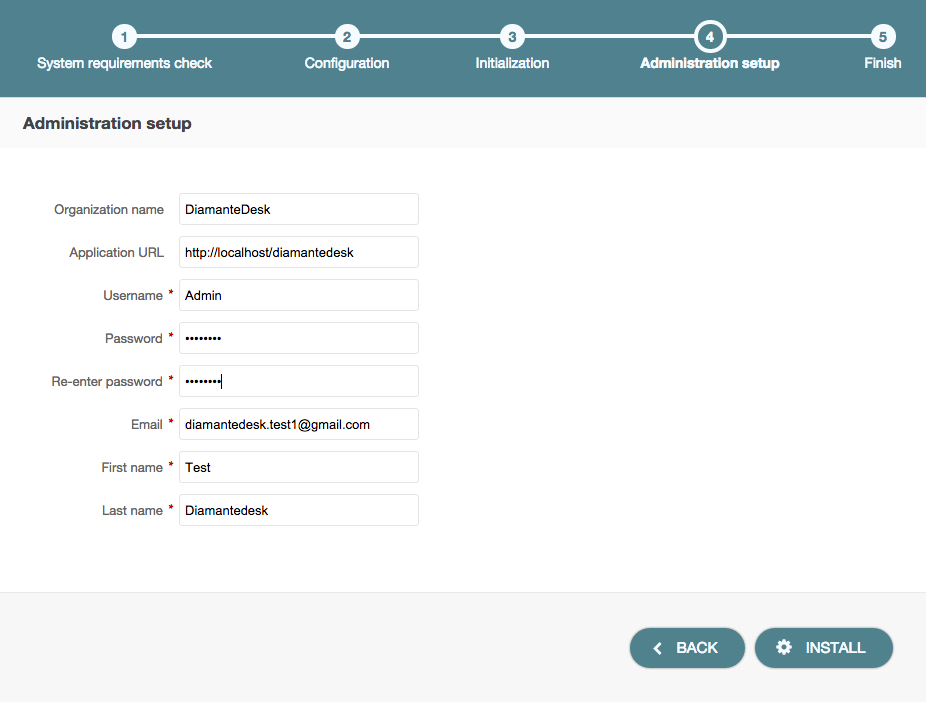 1 2 3 4 5
System requirements check Configuration Initialization Administration setup Finish
Administration setup
Organization name DiamanteDesk
Application URL http://localhost/diamantedesk
Username * Admin
Password * ••••••••
Re-enter password * ••••••••
Email * diamantedesk.test1@gmail.com
First name * Test
Last name * Diamantedesk
BACK INSTALL